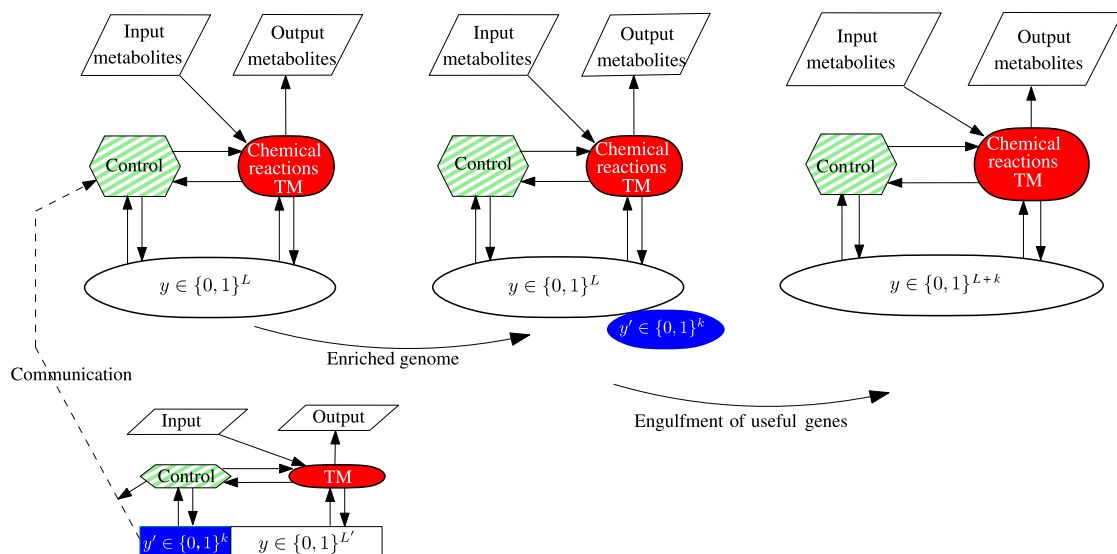 Input
metabolites
Output
metabolites
Control
Chemical
reactions
TM
y ∈ {0, 1}^L
Input
metabolites
Output
metabolites
Control
Chemical
reactions
TM
y ∈ {0, 1}^L
y′ ∈ {0, 1}^k
Input
metabolites
Output
metabolites
Control
Chemical
reactions
TM
y ∈ {0, 1}^{L+k}
Enriched genome
Engulfment of useful genes
Communication
Input
Output
Control
TM
y′ ∈ {0, 1}^k
y ∈ {0, 1}^{L′}